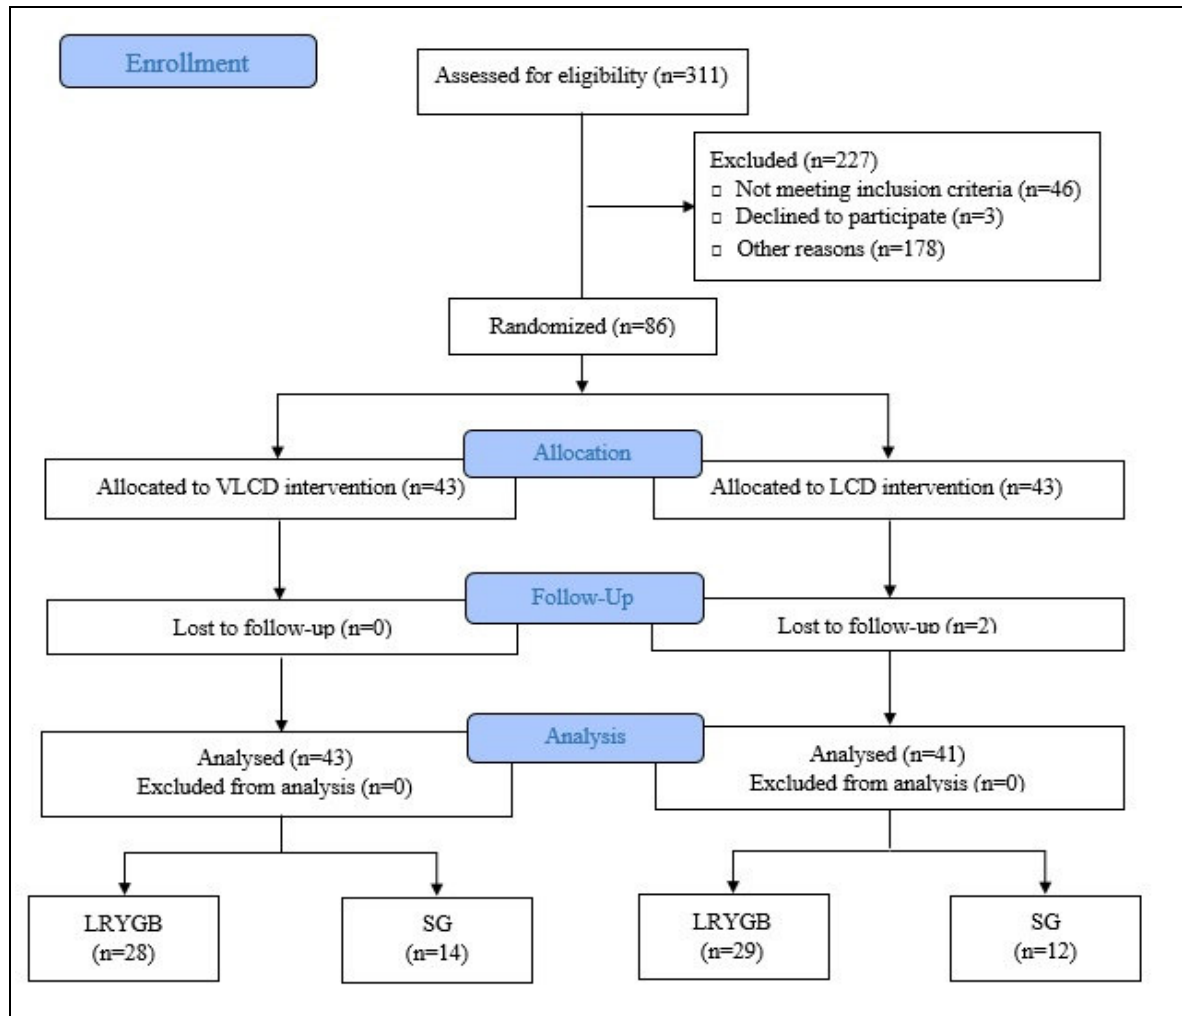 Enrollment
Assessed for eligibility (n=311)
Excluded (n=227)
□ Not meeting inclusion criteria (n=46)
□ Declined to participate (n=3)
□ Other reasons (n=178)
Randomized (n=86)
Allocation
Allocated to VLCD intervention (n=43)
Allocated to LCD intervention (n=43)
Follow-Up
Lost to follow-up (n=0)
Lost to follow-up (n=2)
Analysis
Analysed (n=43)
Excluded from analysis (n=0)
Analysed (n=41)
Excluded from analysis (n=0)
LRYGB
(n=28)
SG
(n=14)
LRYGB
(n=29)
SG
(n=12)